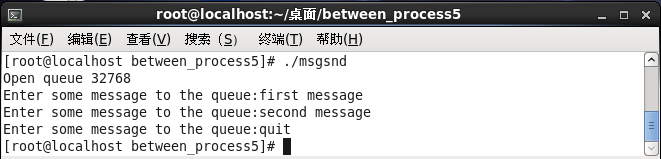 root@localhost:~/桌面/between_process5
文件(F) 编辑(E) 查看(V) 搜索 (S) 终端(T) 帮助(H)
[root@localhost between_process5]# ./msgsnd
Open queue 32768
Enter some message to the queue:first message
Enter some message to the queue:second message
Enter some message to the queue:quit
[root@localhost between_process5]#